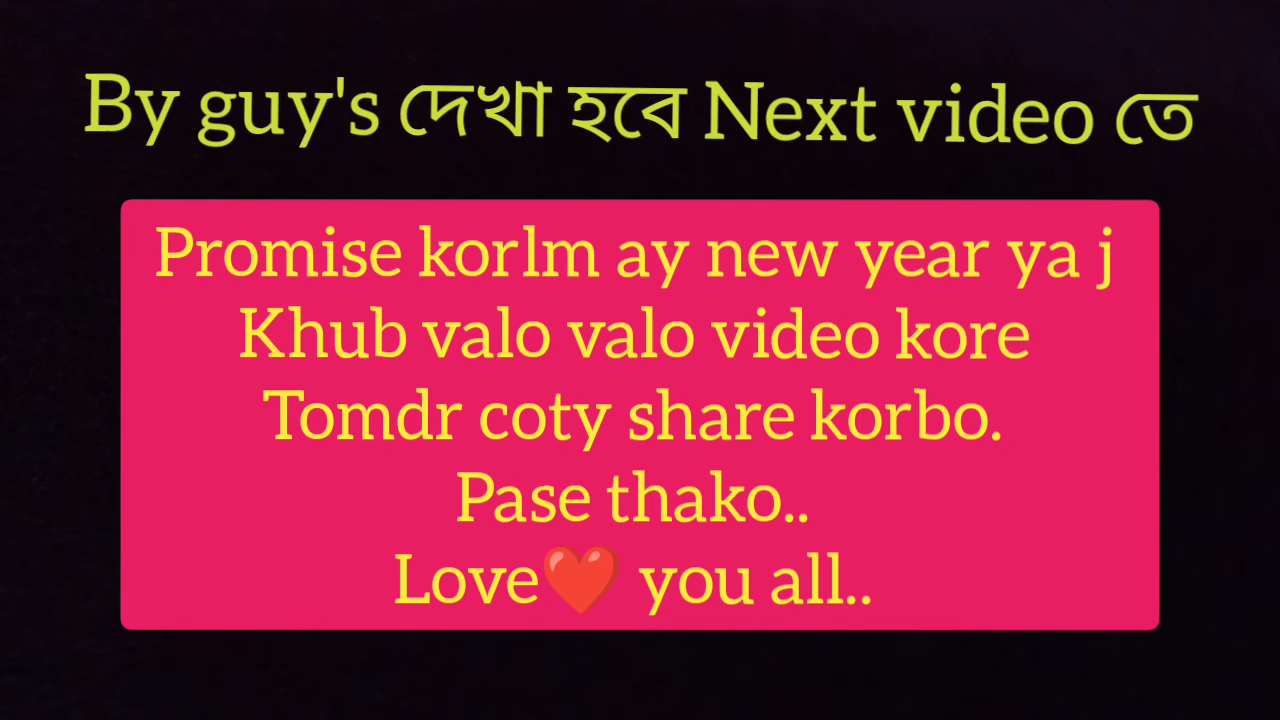 By guy's দেখা হবে Next video তে
Promise korlm ay new year ya j
Khub valo valo video kore
Tomdr coty share korbo.
Pase thako..
Love❤️ you all..